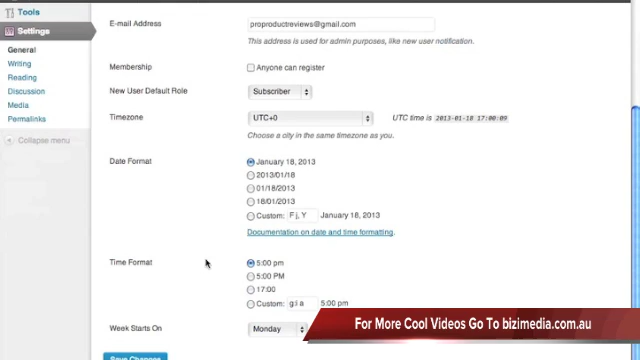 Tools
Settings
General
Writing
Reading
Discussion
Media
Permalinks
Collapse menu
E-mail Address proproductreviews@gmail.com
This address is used for admin purposes, like new user notification.
Membership Anyone can register
New User Default Role Subscriber
Timezone UTC+0 UTC time is 2013-01-18 17:00:09
Choose a city in the same timezone as you.
Date Format January 18, 2013
2013/01/18
01/18/2013
18/01/2013
Custom: F j, Y January 18, 2013
Documentation on date and time formatting.
Time Format 5:00 pm
5:00 PM
17:00
Custom: g:i a 5:00 pm
Week Starts On Monday
For More Cool Videos Go To bizimedia.com.au
Save Changes